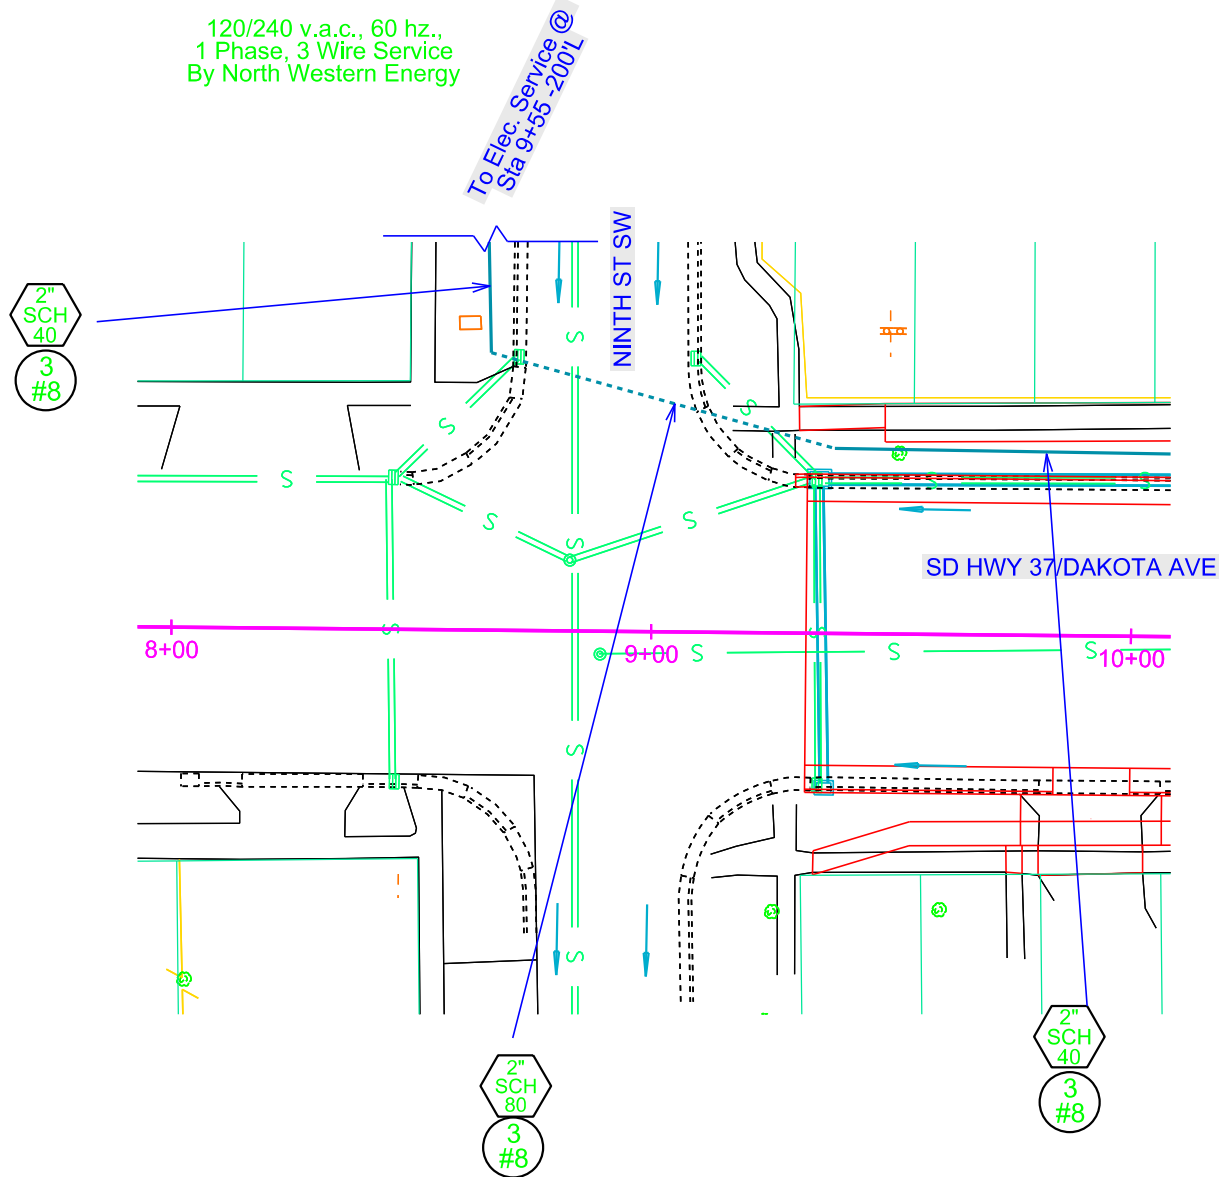 120/240 v.a.c., 60 hz.,
1 Phase, 3 Wire Service
By North Western Energy
To Elec. Service @
Sta 9+55 -200'L
NINTH ST SW
2"
SCH
40
3
#8
S
S
S
S
S
S
S
S
S
SD HWY 37/DAKOTA AVE
S
S
8+00
9+00
10+00
S
S
S
S
S
2"
SCH
80
3
#8
2"
SCH
40
3
#8